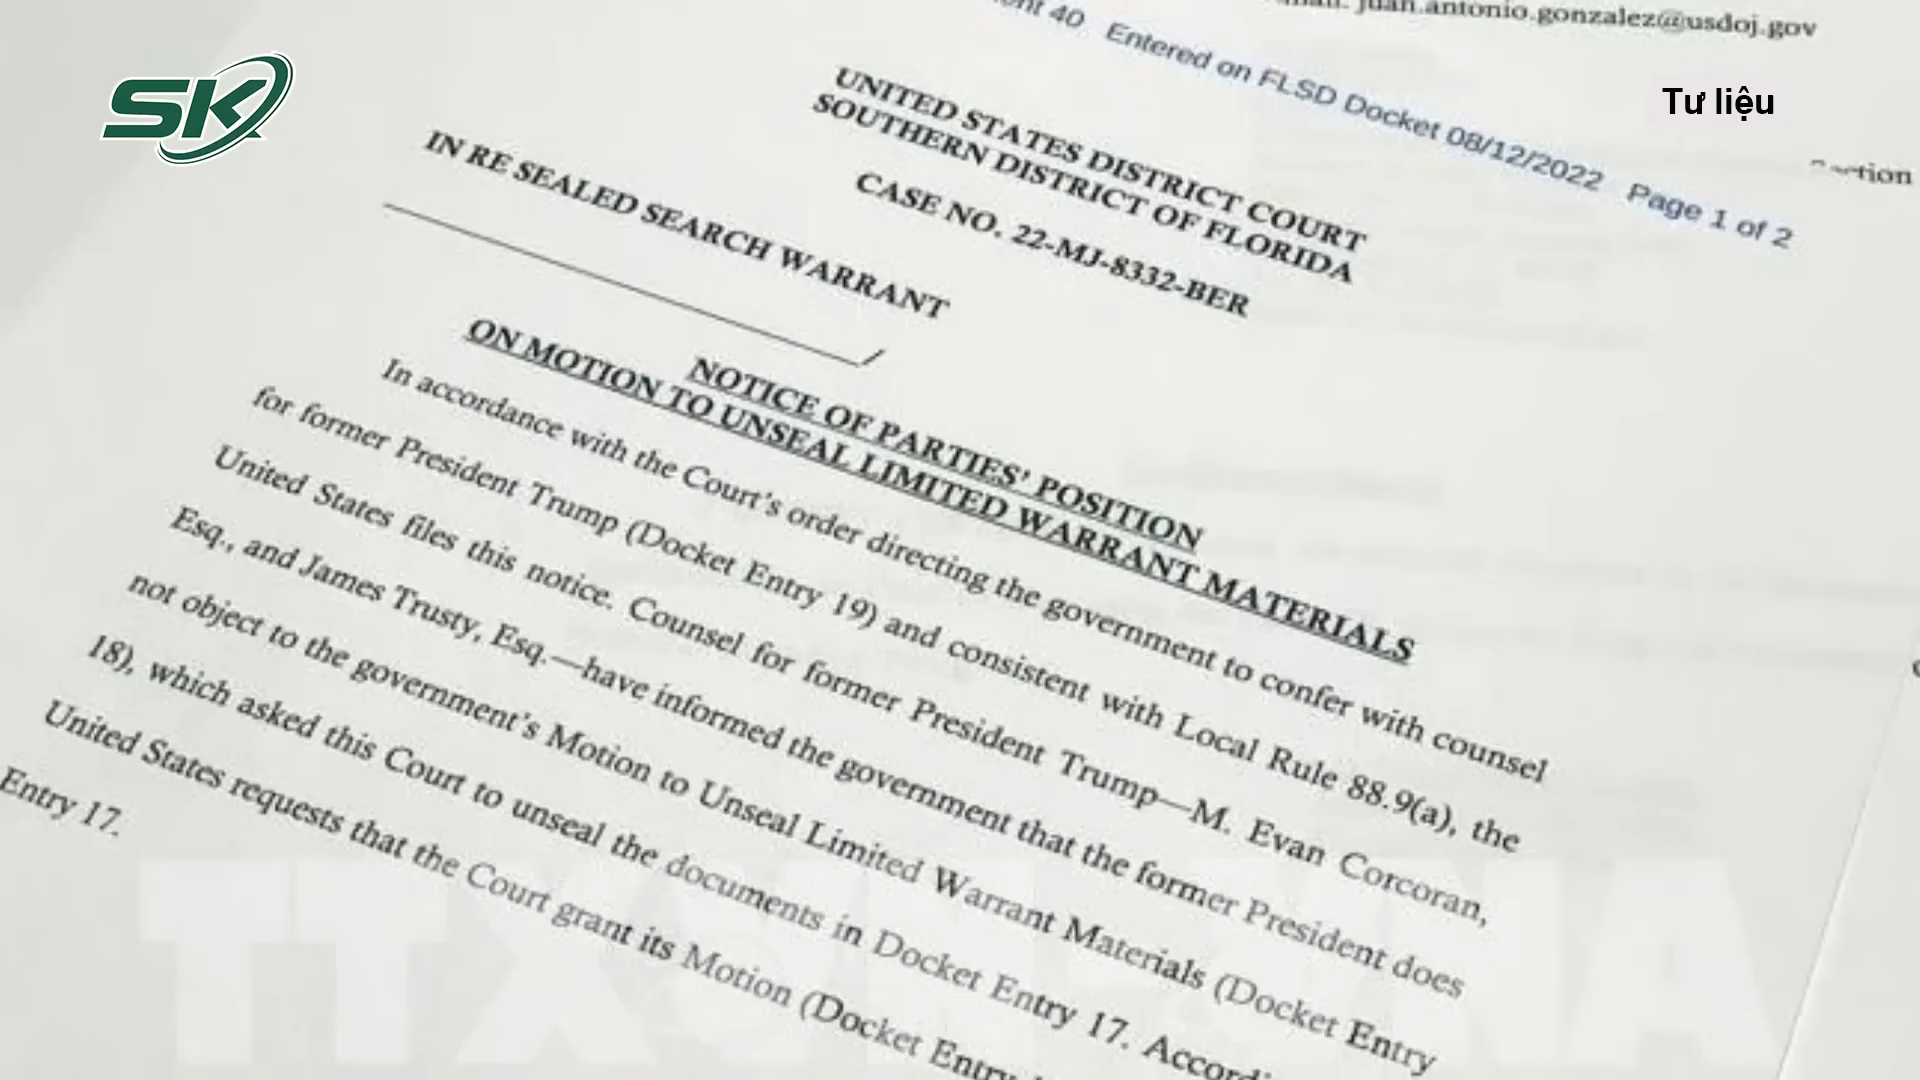 SK
Tư liệu
juan.antonio.gonzalez@usdoj.gov
40 Entered on FLSD Docket 08/12/2022 Page 1 of 2
UNITED STATES DISTRICT COURT
SOUTHERN DISTRICT OF FLORIDA
CASE NO. 22-MJ-8332-BER
IN RE SEALED SEARCH WARRANT
/
NOTICE OF PARTIES' POSITION
ON MOTION TO UNSEAL LIMITED WARRANT MATERIALS
In accordance with the Court's order directing the government to confer with counsel
for former President Trump (Docket Entry 19) and consistent with Local Rule 88.9(a), the
United States files this notice. Counsel for former President Trump—M. Evan Corcoran,
Esq., and James Trusty, Esq.—have informed the government that the former President does
not object to the government's Motion to Unseal Limited Warrant Materials (Docket Entry
18), which asked this Court to unseal the documents in Docket Entry 17.
United States requests that the Court grant its Motion (Docket Entry
Entry 17.
TTXVN